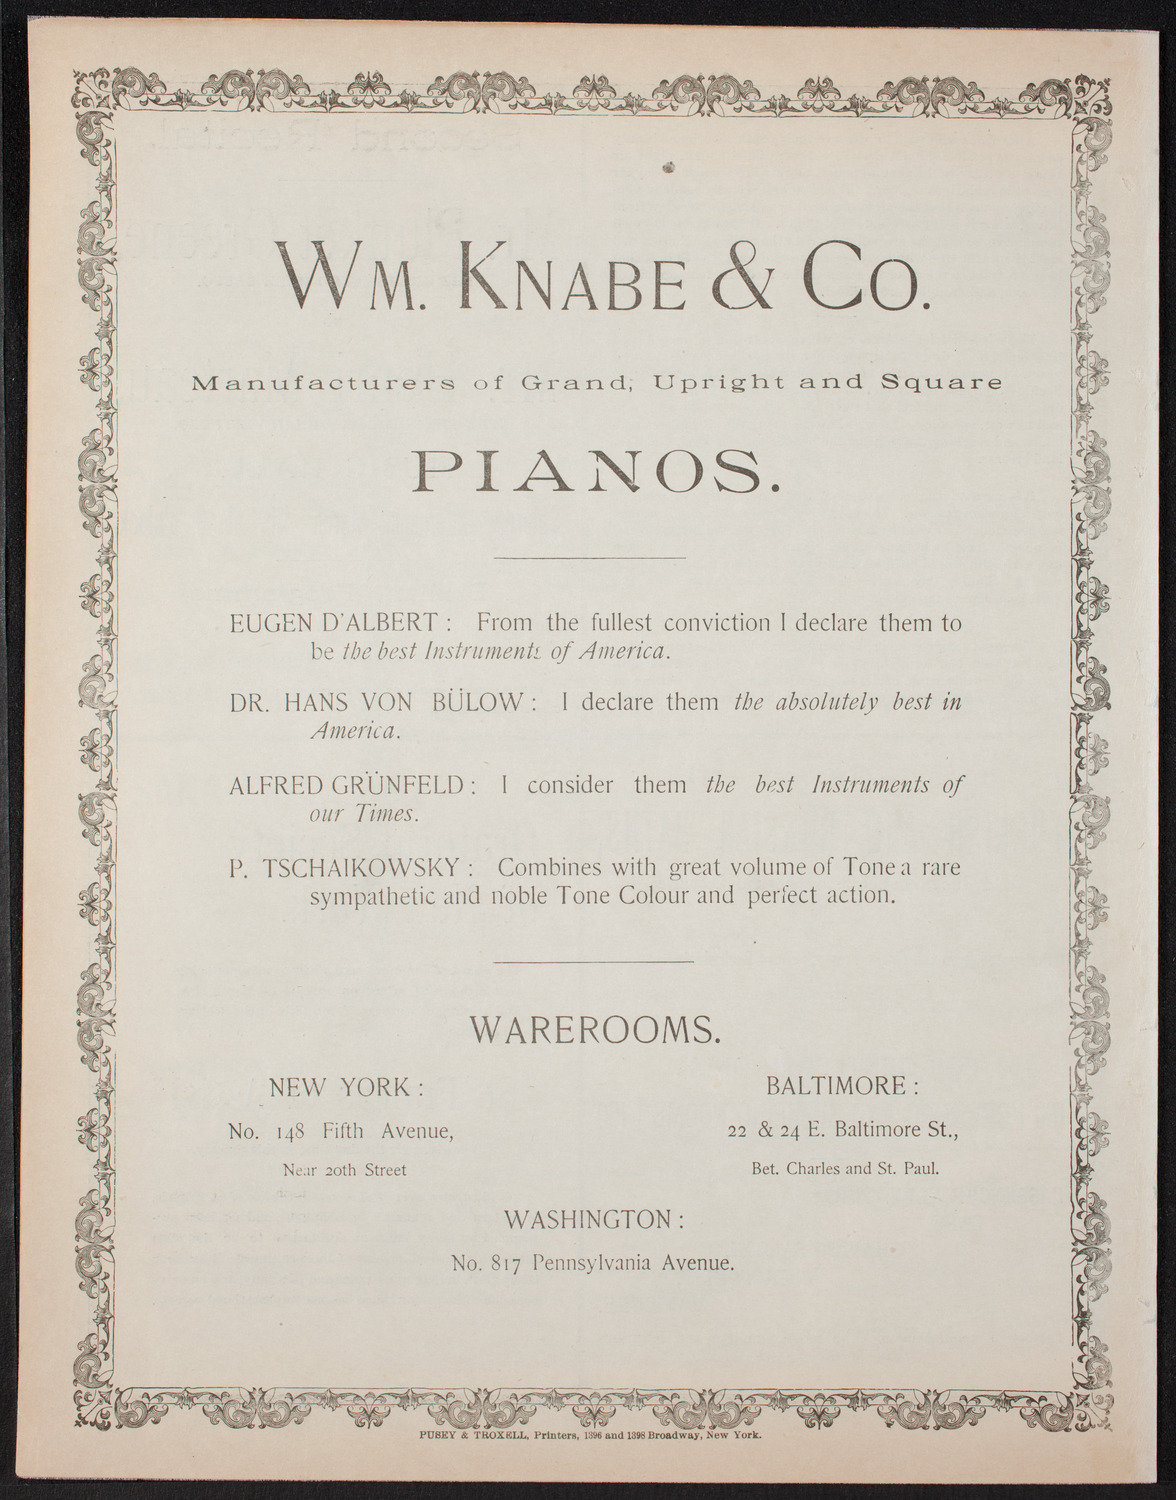 WM. KNABE & CO.
Manufacturers of Grand, Upright and Square
PIANOS.
EUGEN D'ALBERT : From the fullest conviction I declare them to
be the best Instruments of America.
DR. HANS VON BÜLOW : I declare them the absolutely best in
America.
ALFRED GRÜNFELD : I consider them the best Instruments of
our Times.
P. TSCHAIKOWSKY : Combines with great volume of Tone a rare
sympathetic and noble Tone Colour and perfect action.
WAREROOMS.
NEW YORK :
No. 148 Fifth Avenue,
Near 20th Street
BALTIMORE :
22 & 24 E. Baltimore St.,
Bet. Charles and St. Paul.
WASHINGTON :
No. 817 Pennsylvania Avenue.
PUSEY & TROXELL, Printers, 1396 and 1398 Broadway, New York.